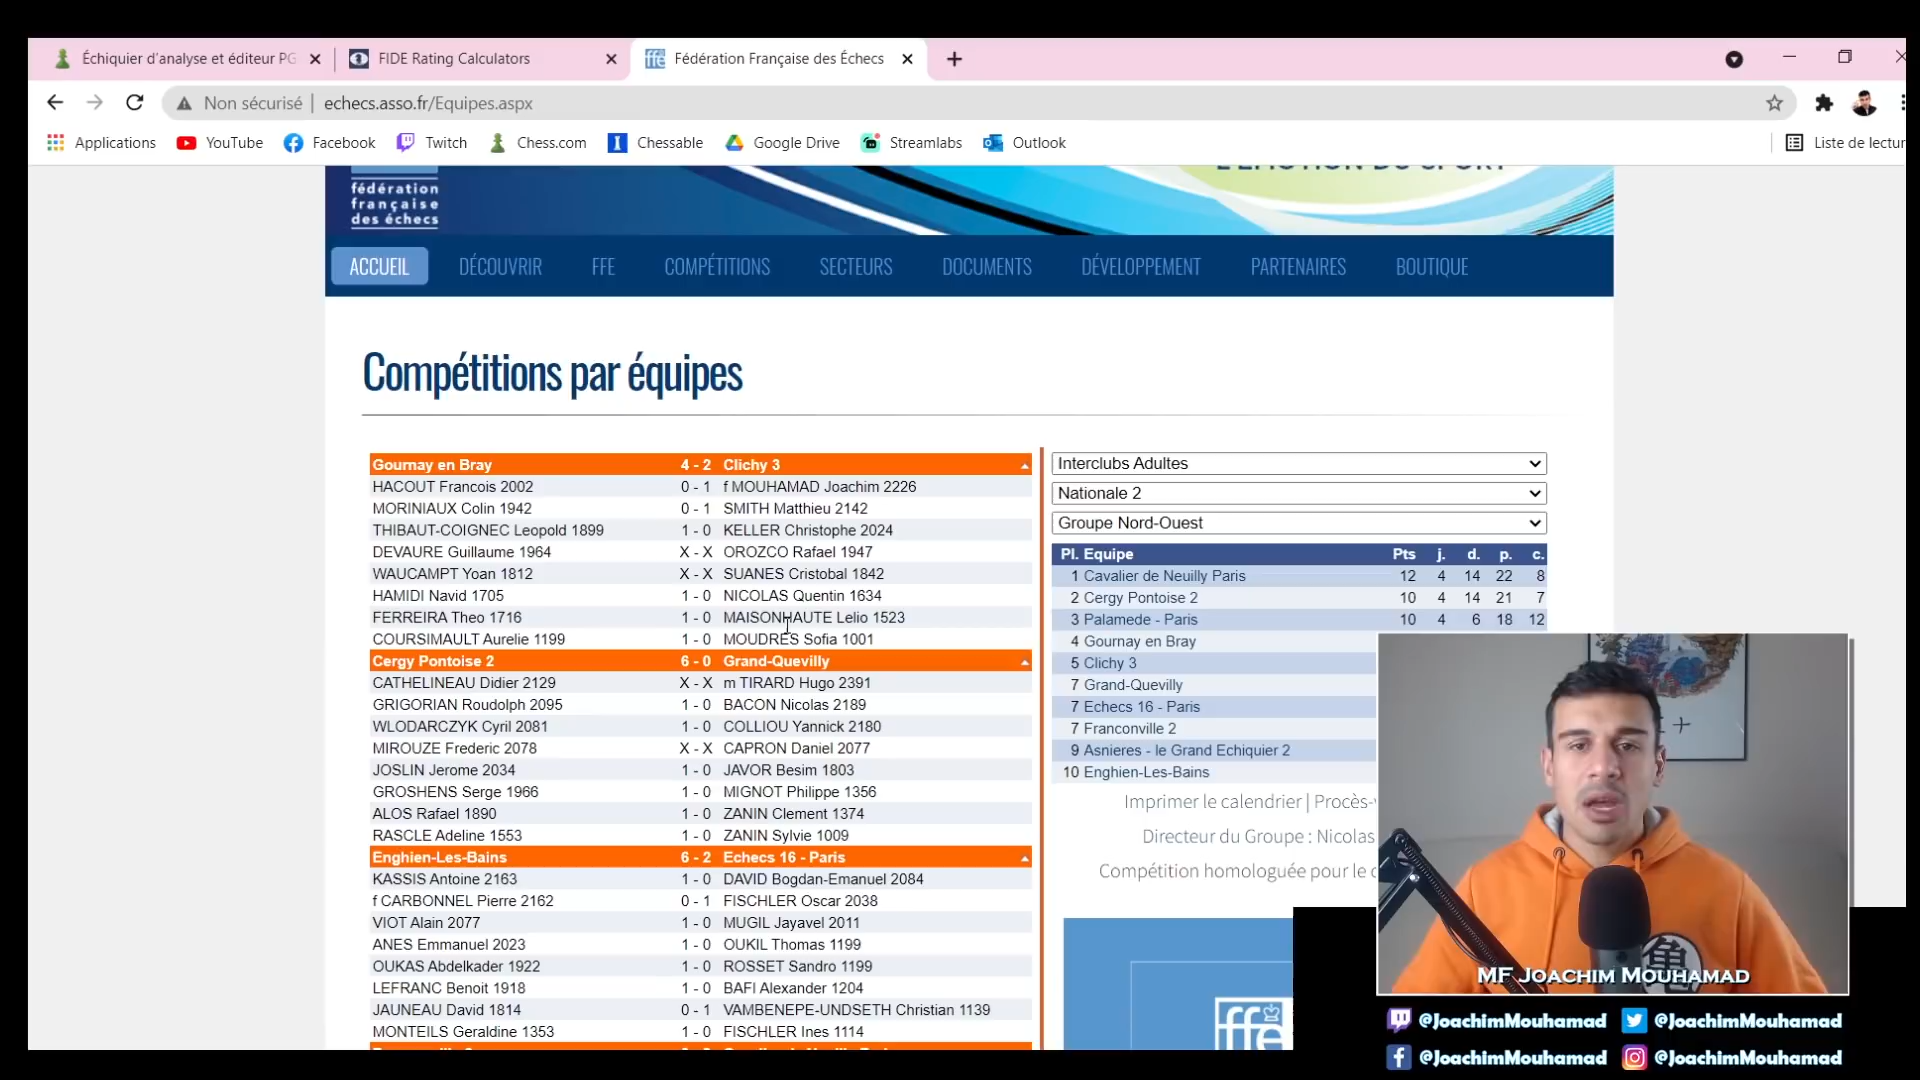 Échiquier d'analyse et éditeur PG
FIDE Rating Calculators
Fédération Française des Échecs
Non sécurisé echecs.asso.fr/Equipes.aspx
Applications YouTube Facebook Twitch Chess.com Chessable Google Drive Streamlabs Outlook Liste de lectur
L'ÉMOTION DU SPORT
fédération
française
des échecs
ACCUEIL DÉCOUVRIR FFE COMPÉTITIONS SECTEURS DOCUMENTS DÉVELOPPEMENT PARTENAIRES BOUTIQUE
Compétitions par équipes
Gournay en Bray 4 - 2 Clichy 3
HACOUT Francois 2002 0 - 1 f MOUHAMAD Joachim 2226
MORINIAUX Colin 1942 0 - 1 SMITH Matthieu 2142
THIBAUT-COIGNEC Leopold 1899 1 - 0 KELLER Christophe 2024
DEVAURE Guillaume 1964 X - X OROZCO Rafael 1947
WAUCAMPT Yoan 1812 X - X SUANES Cristobal 1842
HAMIDI Navid 1705 1 - 0 NICOLAS Quentin 1634
FERREIRA Theo 1716 1 - 0 MAISONHAUTE Lelio 1523
COURSIMAULT Aurelie 1199 1 - 0 MOUDRES Sofia 1001
Cergy Pontoise 2 6 - 0 Grand-Quevilly
CATHELINEAU Didier 2129 X - X m TIRARD Hugo 2391
GRIGORIAN Roudolph 2095 1 - 0 BACON Nicolas 2189
WLODARCZYK Cyril 2081 1 - 0 COLLIOU Yannick 2180
MIROUZE Frederic 2078 X - X CAPRON Daniel 2077
JOSLIN Jerome 2034 1 - 0 JAVOR Besim 1803
GROSHENS Serge 1966 1 - 0 MIGNOT Philippe 1356
ALOS Rafael 1890 1 - 0 ZANIN Clement 1374
RASCLE Adeline 1553 1 - 0 ZANIN Sylvie 1009
Enghien-Les-Bains 6 - 2 Echecs 16 - Paris
KASSIS Antoine 2163 1 - 0 DAVID Bogdan-Emanuel 2084
f CARBONNEL Pierre 2162 0 - 1 FISCHLER Oscar 2038
VIOT Alain 2077 1 - 0 MUGIL Jayavel 2011
ANES Emmanuel 2023 1 - 0 OUKIL Thomas 1199
OUKAS Abdelkader 1922 1 - 0 ROSSET Sandro 1199
LEFRANC Benoit 1918 1 - 0 BAFI Alexander 1204
JAUNEAU David 1814 0 - 1 VAMBENEPE-UNDSETH Christian 1139
MONTEILS Geraldine 1353 1 - 0 FISCHLER Ines 1114
Interclubs Adultes
Nationale 2
Groupe Nord-Ouest
Pl. Equipe Pts j. d. p. c.
1 Cavalier de Neuilly Paris 12 4 14 22 8
2 Cergy Pontoise 2 10 4 14 21 7
3 Palamede - Paris 10 4 6 18 12
4 Gournay en Bray
5 Clichy 3
7 Grand-Quevilly
7 Echecs 16 - Paris
7 Franconville 2
9 Asnieres - le Grand Echiquier 2
10 Enghien-Les-Bains
Imprimer le calendrier | Procès-v
Directeur du Groupe : Nicolas
Compétition homologuée pour le c
ffe
亀
MF JOACHIM MOUHAMAD
@JoachimMouhamad @JoachimMouhamad
@JoachimMouhamad @JoachimMouhamad